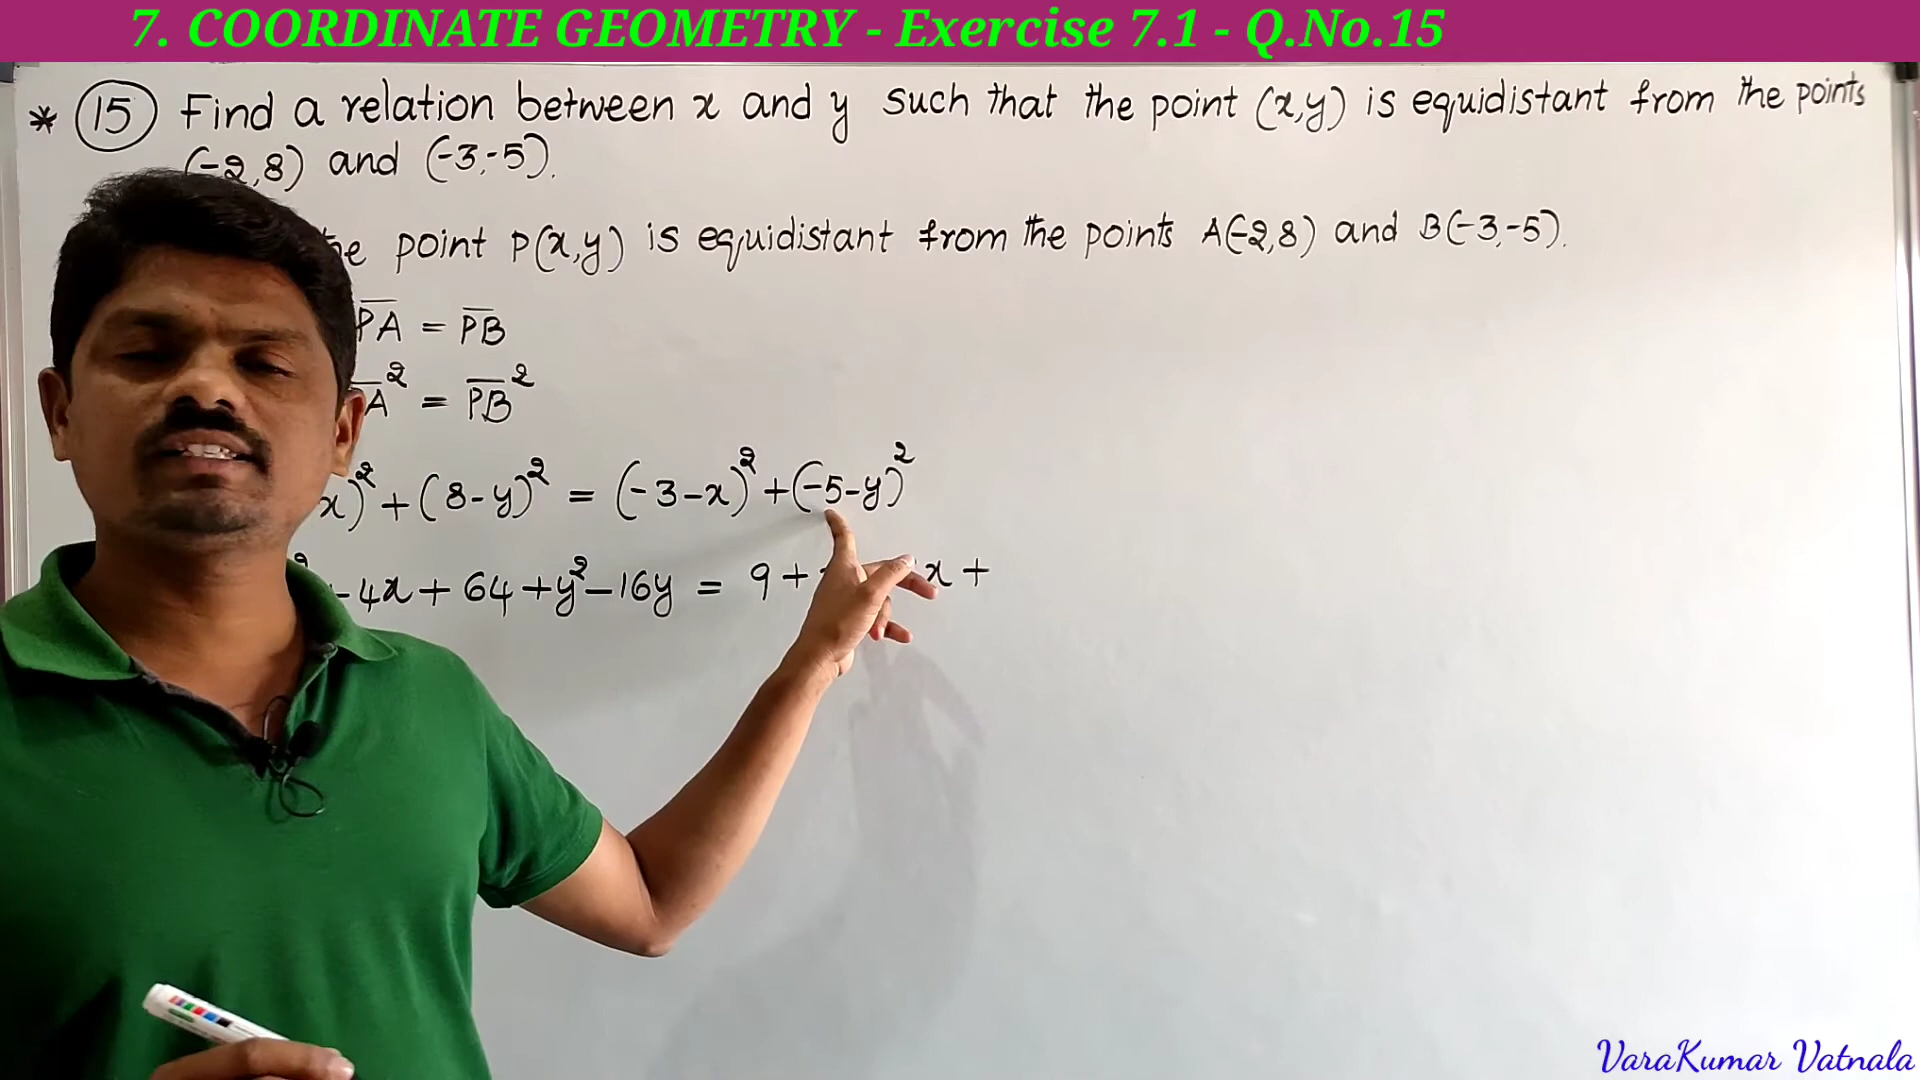 7. COORDINATE GEOMETRY - Exercise 7.1 - Q.No.15
* 15 Find a relation between x and y such that the point (x,y) is equidistant from the points
(-2,8) and (-3,-5).
point P(x,y) is equidistant from the points A(-2,8) and B(-3,-5).
PA = PB
A² = PB²
x)² + (8-y)² = (-3-x)² + (-5-y)²
-4x + 64 + y² - 16y = 9 + x +
VaraKumar Vatnala